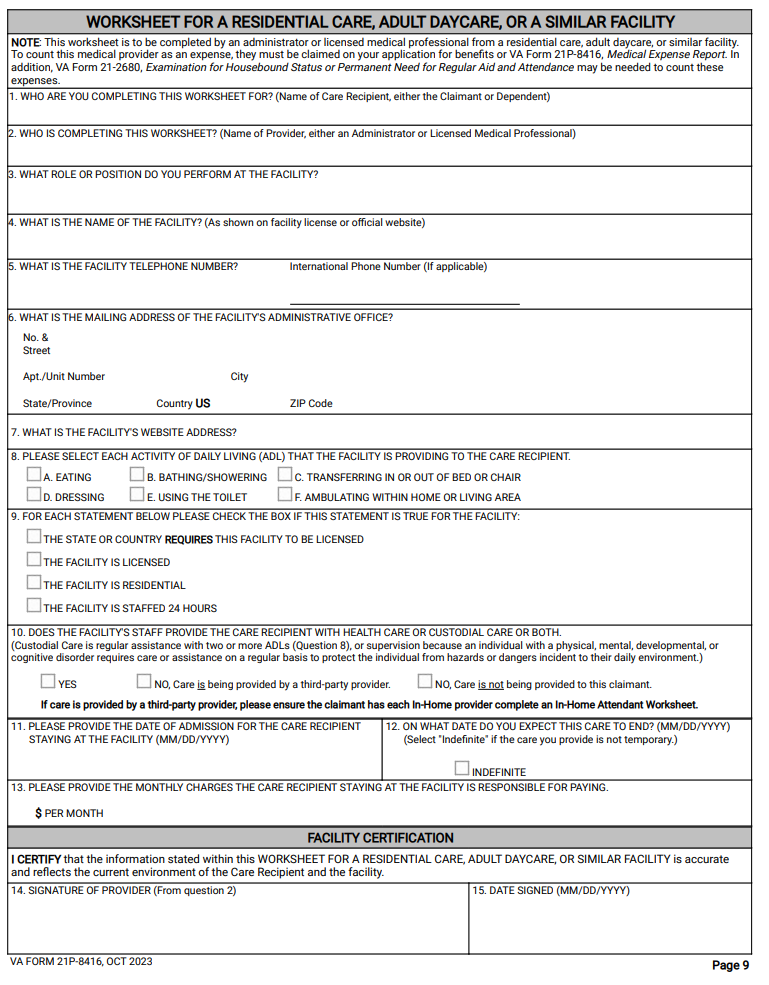 WORKSHEET FOR A RESIDENTIAL CARE, ADULT DAYCARE, OR A SIMILAR FACILITY
NOTE: This worksheet is to be completed by an administrator or licensed medical professional from a residential care, adult daycare, or similar facility.
To count this medical provider as an expense, they must be claimed on your application for benefits or VA Form 21P-8416, Medical Expense Report. In
addition, VA Form 21-2680, Examination for Housebound Status or Permanent Need for Regular Aid and Attendance may be needed to count these
expenses.
1. WHO ARE YOU COMPLETING THIS WORKSHEET FOR? (Name of Care Recipient, either the Claimant or Dependent)
2. WHO IS COMPLETING THIS WORKSHEET? (Name of Provider, either an Administrator or Licensed Medical Professional)
3. WHAT ROLE OR POSITION DO YOU PERFORM AT THE FACILITY?
4. WHAT IS THE NAME OF THE FACILITY? (As shown on facility license or official website)
5. WHAT IS THE FACILITY TELEPHONE NUMBER? International Phone Number (If applicable)
6. WHAT IS THE MAILING ADDRESS OF THE FACILITY'S ADMINISTRATIVE OFFICE?
No. &
Street
Apt./Unit Number City
State/Province Country US ZIP Code
7. WHAT IS THE FACILITY'S WEBSITE ADDRESS?
8. PLEASE SELECT EACH ACTIVITY OF DAILY LIVING (ADL) THAT THE FACILITY IS PROVIDING TO THE CARE RECIPIENT.
A. EATING B. BATHING/SHOWERING C. TRANSFERRING IN OR OUT OF BED OR CHAIR
D. DRESSING E. USING THE TOILET F. AMBULATING WITHIN HOME OR LIVING AREA
9. FOR EACH STATEMENT BELOW PLEASE CHECK THE BOX IF THIS STATEMENT IS TRUE FOR THE FACILITY:
THE STATE OR COUNTRY REQUIRES THIS FACILITY TO BE LICENSED
THE FACILITY IS LICENSED
THE FACILITY IS RESIDENTIAL
THE FACILITY IS STAFFED 24 HOURS
10. DOES THE FACILITY'S STAFF PROVIDE THE CARE RECIPIENT WITH HEALTH CARE OR CUSTODIAL CARE OR BOTH.
(Custodial Care is regular assistance with two or more ADLs (Question 8), or supervision because an individual with a physical, mental, developmental, or
cognitive disorder requires care or assistance on a regular basis to protect the individual from hazards or dangers incident to their daily environment.)
YES NO, Care is being provided by a third-party provider. NO, Care is not being provided to this claimant.
If care is provided by a third-party provider, please ensure the claimant has each In-Home provider complete an In-Home Attendant Worksheet.
11. PLEASE PROVIDE THE DATE OF ADMISSION FOR THE CARE RECIPIENT
STAYING AT THE FACILITY (MM/DD/YYYY)
12. ON WHAT DATE DO YOU EXPECT THIS CARE TO END? (MM/DD/YYYY)
(Select "Indefinite" if the care you provide is not temporary.)
INDEFINITE
13. PLEASE PROVIDE THE MONTHLY CHARGES THE CARE RECIPIENT STAYING AT THE FACILITY IS RESPONSIBLE FOR PAYING.
$ PER MONTH
FACILITY CERTIFICATION
I CERTIFY that the information stated within this WORKSHEET FOR A RESIDENTIAL CARE, ADULT DAYCARE, OR SIMILAR FACILITY is accurate
and reflects the current environment of the Care Recipient and the facility.
14. SIGNATURE OF PROVIDER (From question 2) 15. DATE SIGNED (MM/DD/YYYY)
VA FORM 21P-8416, OCT 2023
Page 9